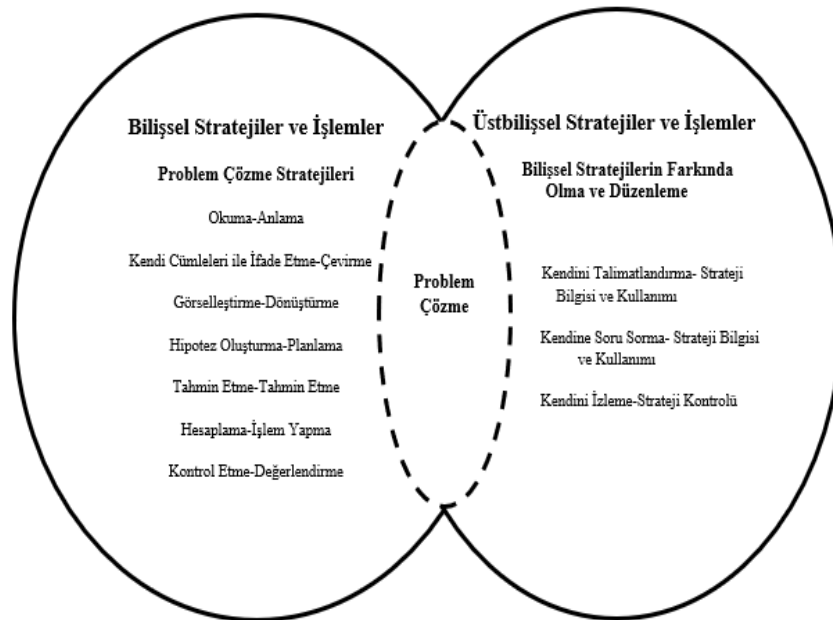 Bilişsel Stratejiler ve İşlemler
Problem Çözme Stratejileri
Okuma-Anlama
Kendi Cümleleri ile İfade Etme-Çevirme
Görselleştirme-Dönüştürme
Hipotez Oluşturma-Planlama
Tahmin Etme-Tahmin Etme
Hesaplama-İşlem Yapma
Kontrol Etme-Değerlendirme
Problem
Çözme
Üstbilişsel Stratejiler ve İşlemler
Bilişsel Stratejilerin Farkında
Olma ve Düzenleme
Kendini Talimatlandırma- Strateji
Bilgisi ve Kullanımı
Kendine Soru Sorma- Strateji Bilgisi
ve Kullanımı
Kendini İzleme-Strateji Kontrolü